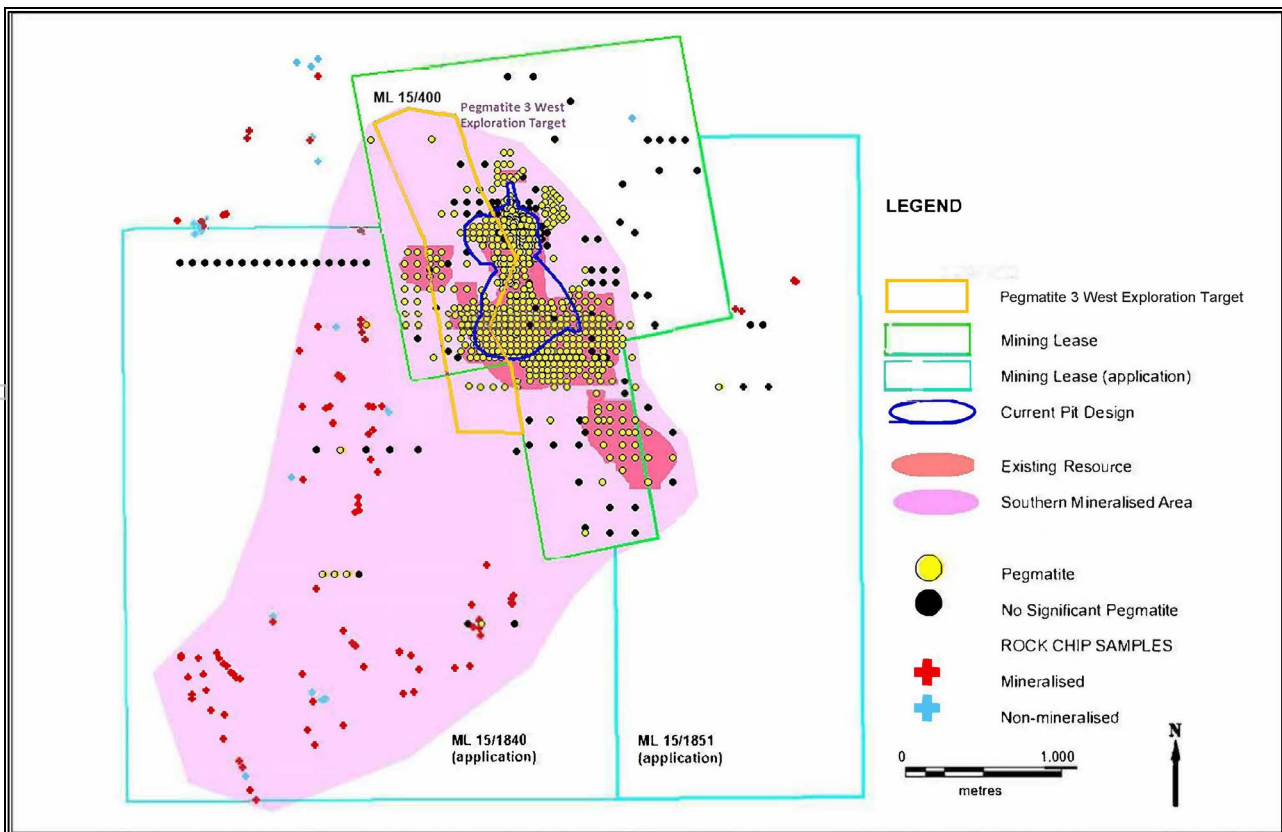 ML 15/400
Pegmatite 3 West
Exploration Target
LEGEND
Pegmatite 3 West Exploration Target
Mining Lease
Mining Lease (application)
Current Pit Design
Existing Resource
Southern Mineralised Area
Pegmatite
No Significant Pegmatite
ROCK CHIP SAMPLES
Mineralised
Non-mineralised
ML 15/1840
(application)
ML 15/1851
(application)
0 1,000
metres
N